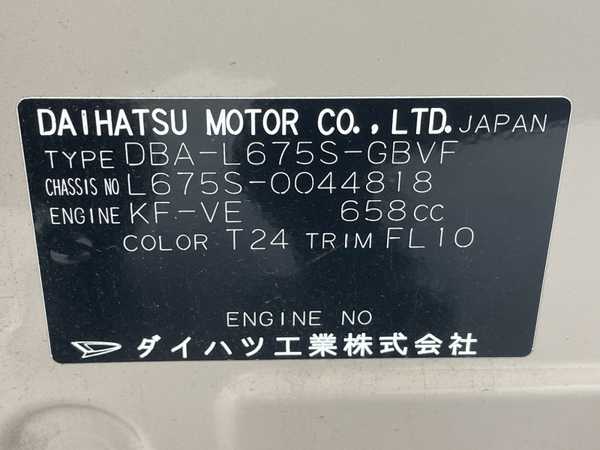 DAIHATSU MOTOR CO., LTD. JAPAN
TYPE DBA-L675S-GBVF
CHASSIS NO L675S-0044818
ENGINE KF-VE 658cc
COLOR T24 TRIM FL10
ENGINE NO
ダイハツ工業株式会社